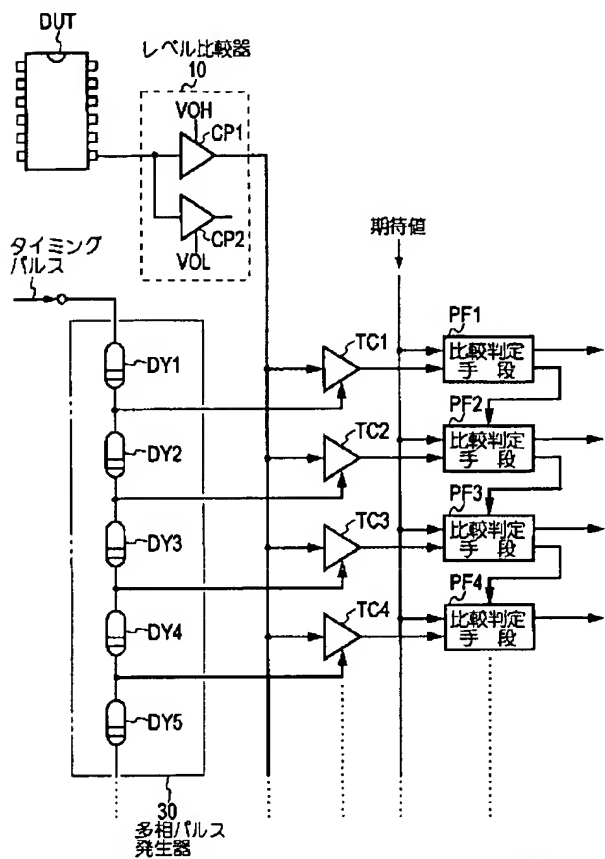 DUT
レベル比較器
10
VOH
CP1
CP2
VOL
タイミング
パルス
期待値
PF1
比較判定
手段
TC1
DY1
PF2
比較判定
手段
TC2
DY2
PF3
比較判定
手段
TC3
DY3
PF4
比較判定
手段
TC4
DY4
DY5
30
多相パルス
発生器